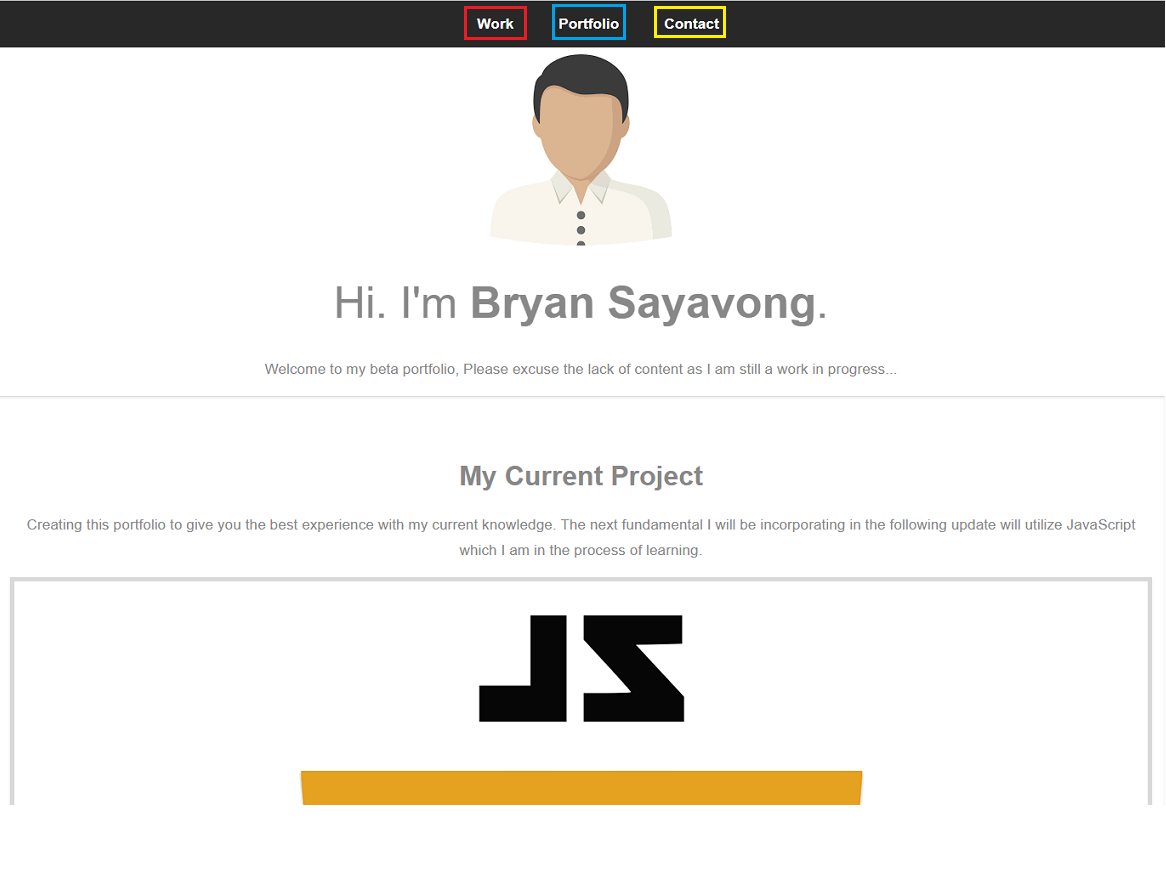 Work Portfolio Contact
Hi. I'm Bryan Sayavong.
Welcome to my beta portfolio, Please excuse the lack of content as I am still a work in progress...
My Current Project
Creating this portfolio to give you the best experience with my current knowledge. The next fundamental I will be incorporating in the following update will utilize JavaScript
which I am in the process of learning.
JS